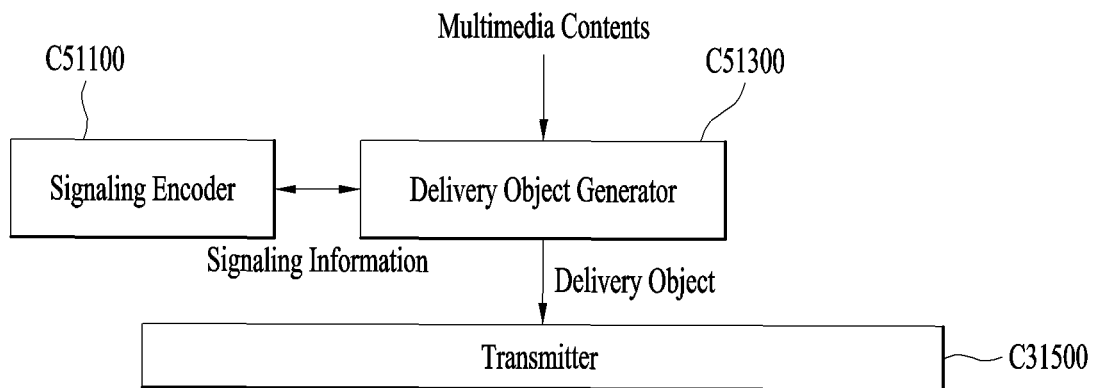 Multimedia Contents
C51100
C51300
Signaling Encoder
Delivery Object Generator
Signaling Information
Delivery Object
Transmitter
C31500